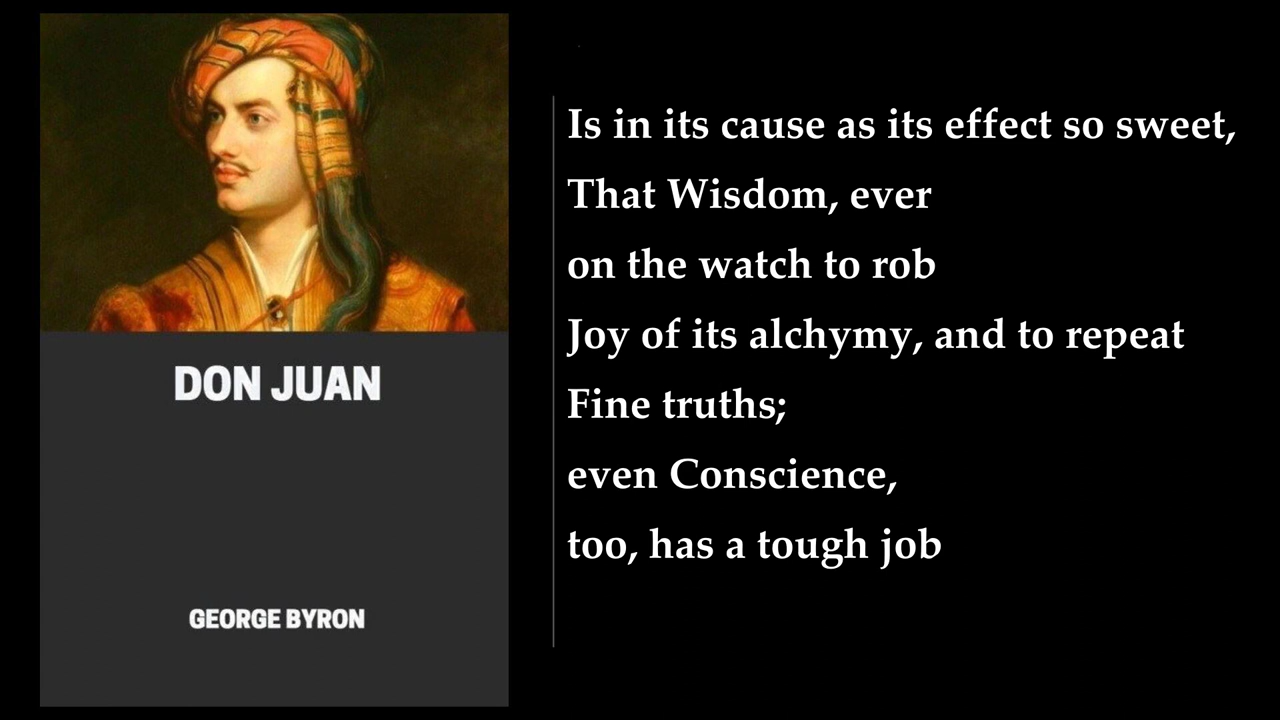 DON JUAN
GEORGE BYRON
Is in its cause as its effect so sweet,
That Wisdom, ever
on the watch to rob
Joy of its alchymy, and to repeat
Fine truths;
even Conscience,
too, has a tough job